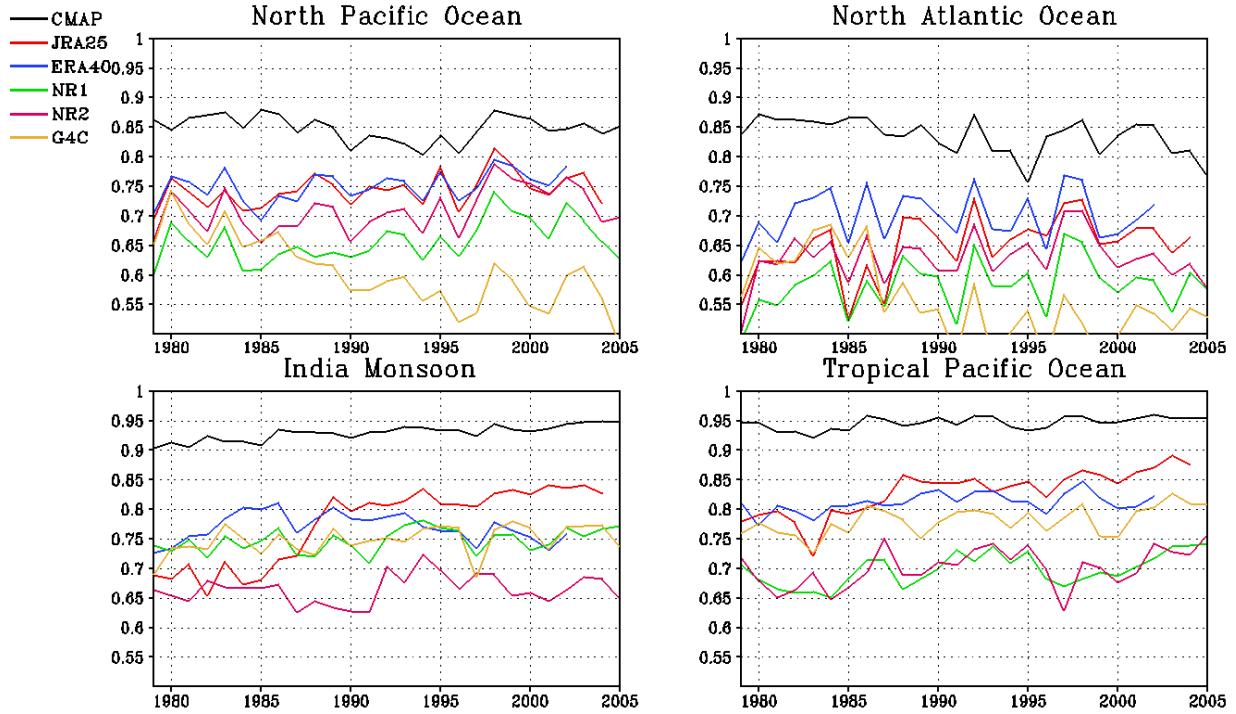 CMAP
JRA25
ERA40
NR1
NR2
G4C
North Pacific Ocean
1
0.95
0.9
0.85
0.8
0.75
0.7
0.65
0.6
0.55
1980 1985 1990 1995 2000 2005
North Atlantic Ocean
1
0.95
0.9
0.85
0.8
0.75
0.7
0.65
0.6
0.55
1980 1985 1990 1995 2000 2005
India Monsoon
1
0.95
0.9
0.85
0.8
0.75
0.7
0.65
0.6
0.55
1980 1985 1990 1995 2000 2005
Tropical Pacific Ocean
1
0.95
0.9
0.85
0.8
0.75
0.7
0.65
0.6
0.55
1980 1985 1990 1995 2000 2005